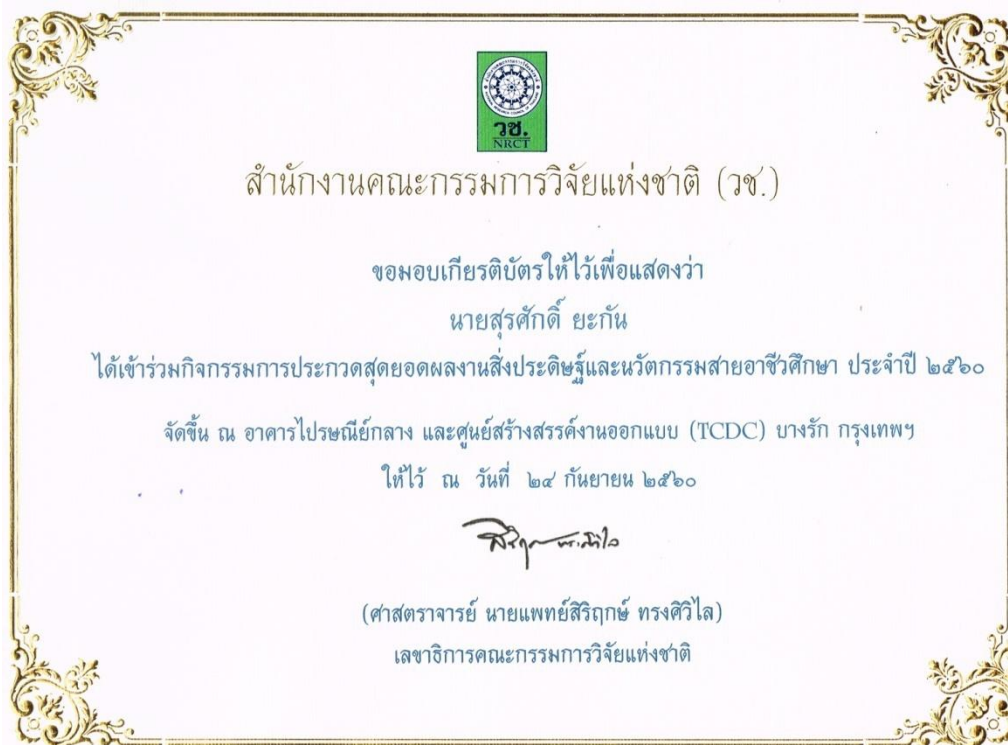 วช.
NRCT
สำนักงานคณะกรรมการวิจัยแห่งชาติ (วช.)
ขอมอบเกียรติบัตรให้ไว้เพื่อแสดงว่า
นายสุรศักดิ์ ยะกัน
ได้เข้าร่วมกิจกรรมการประกวดสุดยอดผลงานสิ่งประดิษฐ์และนวัตกรรมสายอาชีวศึกษา ประจำปี ๒๕๖๐
จัดขึ้น ณ อาคารไปรษณีย์กลาง และศูนย์สร้างสรรค์งานออกแบบ (TCDC) บางรัก กรุงเทพฯ
ให้ไว้ ณ วันที่ ๒๔ กันยายน ๒๕๖๐
(ศาสตราจารย์ นายแพทย์สิริฤกษ์ ทรงศิวิไล)
เลขาธิการคณะกรรมการวิจัยแห่งชาติ